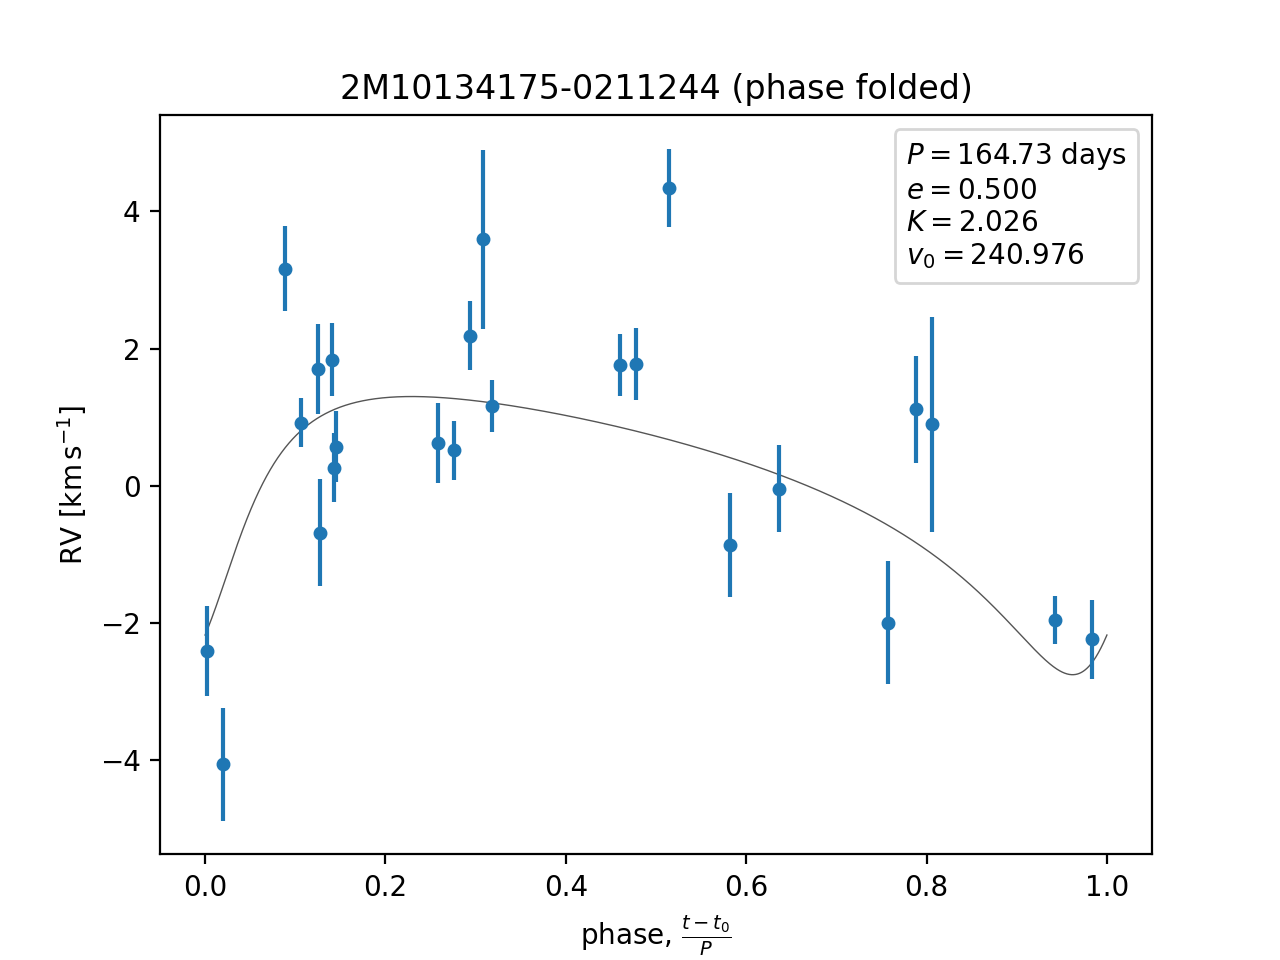 2M10134175-0211244 (phase folded)
P = 164.73 days
e = 0.500
K = 2.026
v₀ = 240.976
4
2
0
−2
−4
RV [km s⁻¹]
0.0 0.2 0.4 0.6 0.8 1.0
phase, (t − t₀)/P